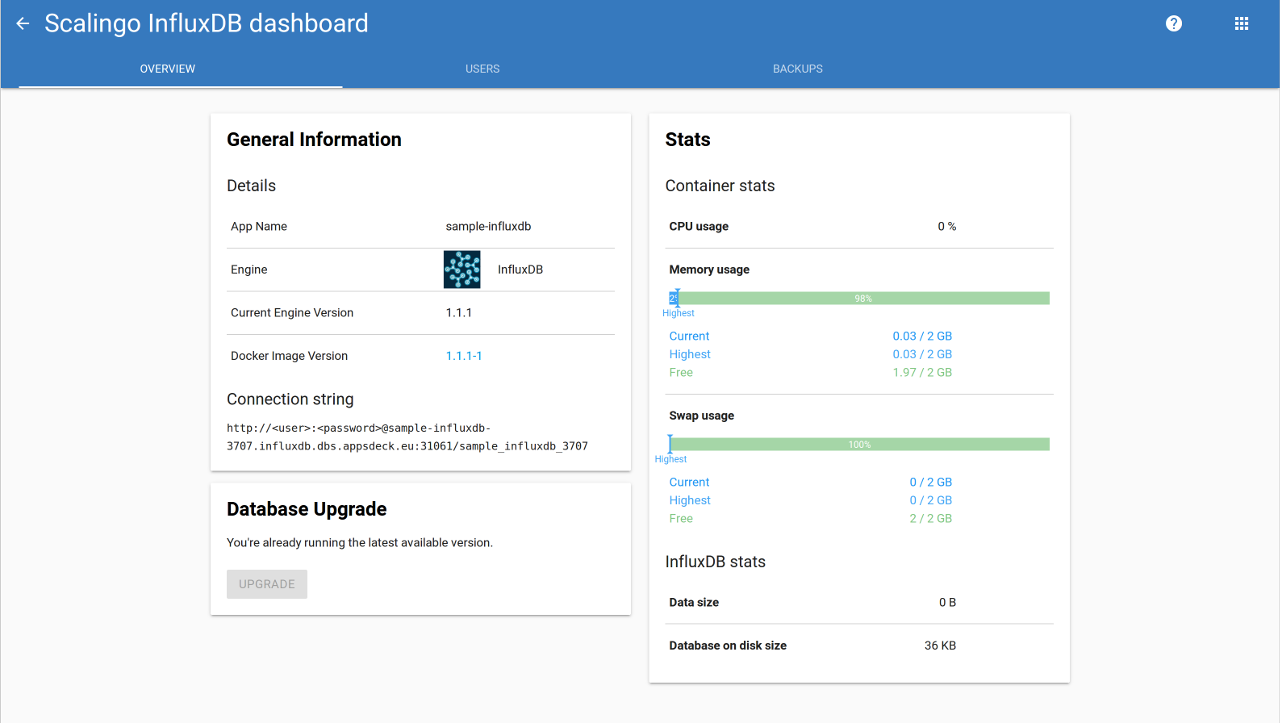 Scalingo InfluxDB dashboard
OVERVIEW
USERS
BACKUPS
General Information
Details
App Name sample-influxdb
Engine InfluxDB
Current Engine Version 1.1.1
Docker Image Version 1.1.1-1
Connection string
http://<user>:<password>@sample-influxdb-
3707.influxdb.dbs.appsdeck.eu:31061/sample_influxdb_3707
Database Upgrade
You're already running the latest available version.
UPGRADE
Stats
Container stats
CPU usage 0 %
Memory usage
98%
Highest
Current 0.03 / 2 GB
Highest 0.03 / 2 GB
Free 1.97 / 2 GB
Swap usage
100%
Highest
Current 0 / 2 GB
Highest 0 / 2 GB
Free 2 / 2 GB
InfluxDB stats
Data size 0 B
Database on disk size 36 KB